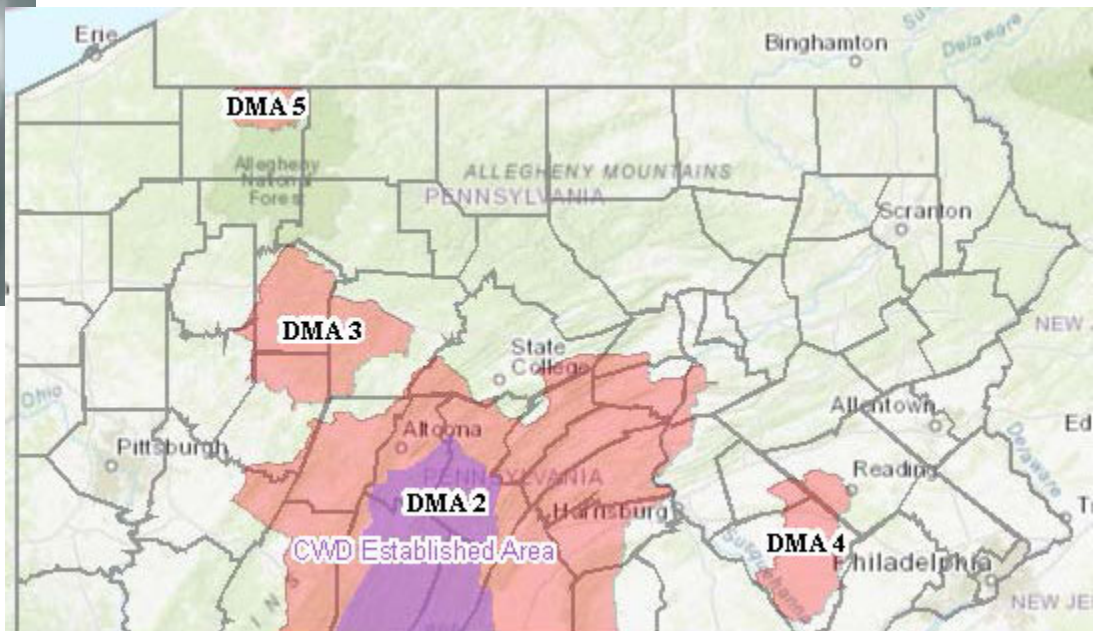 Erie
Binghamton
Delaware
DMA 5
Allegheny
National
Forest
ALLEGHENY MOUNTAINS
PENNSYLVANIA
Scranton
DMA 3
State
College
NEW J
Ohio
Allentown
Altoona
Ed
Pittsburgh
Delaware
PENNSYLVANIA
Reading
DMA 2
Harrisburg
CWD Established Area
DMA 4
Philadelphia
NEW JE